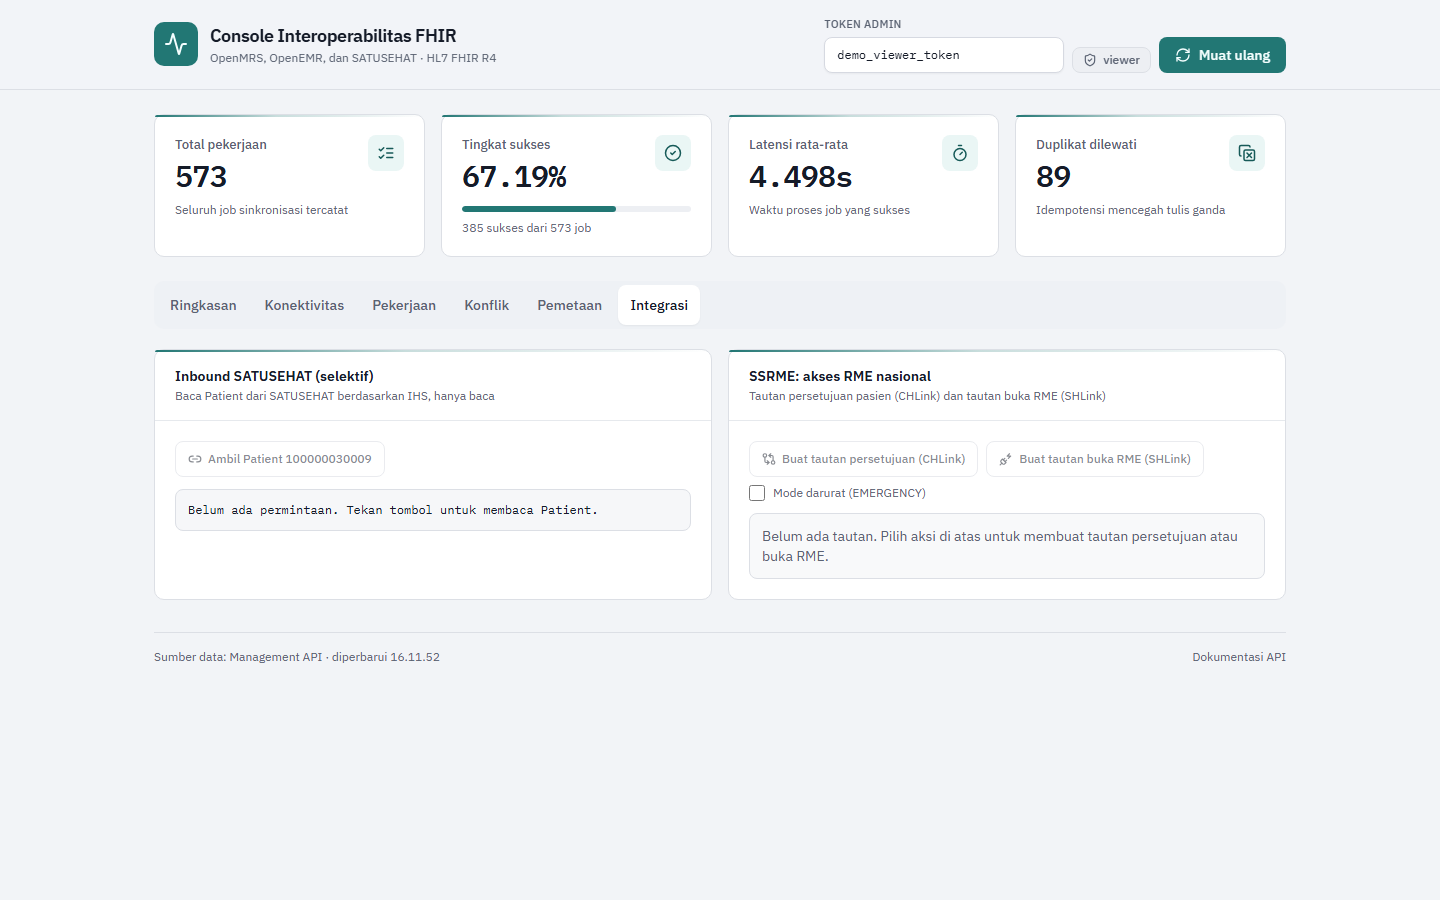 Console Interoperabilitas FHIR
OpenMRS, OpenEMR, dan SATUSEHAT · HL7 FHIR R4
TOKEN ADMIN
demo_viewer_token
viewer
Muat ulang
Total pekerjaan
573
Seluruh job sinkronisasi tercatat
Tingkat sukses
67.19%
385 sukses dari 573 job
Latensi rata-rata
4.498s
Waktu proses job yang sukses
Duplikat dilewati
89
Idempotensi mencegah tulis ganda
Ringkasan
Konektivitas
Pekerjaan
Konflik
Pemetaan
Integrasi
Inbound SATUSEHAT (selektif)
Baca Patient dari SATUSEHAT berdasarkan IHS, hanya baca
Ambil Patient 100000030009
Belum ada permintaan. Tekan tombol untuk membaca Patient.
SSRME: akses RME nasional
Tautan persetujuan pasien (CHLink) dan tautan buka RME (SHLink)
Buat tautan persetujuan (CHLink)
Buat tautan buka RME (SHLink)
Mode darurat (EMERGENCY)
Belum ada tautan. Pilih aksi di atas untuk membuat tautan persetujuan atau
buka RME.
Sumber data: Management API · diperbarui 16.11.52
Dokumentasi API